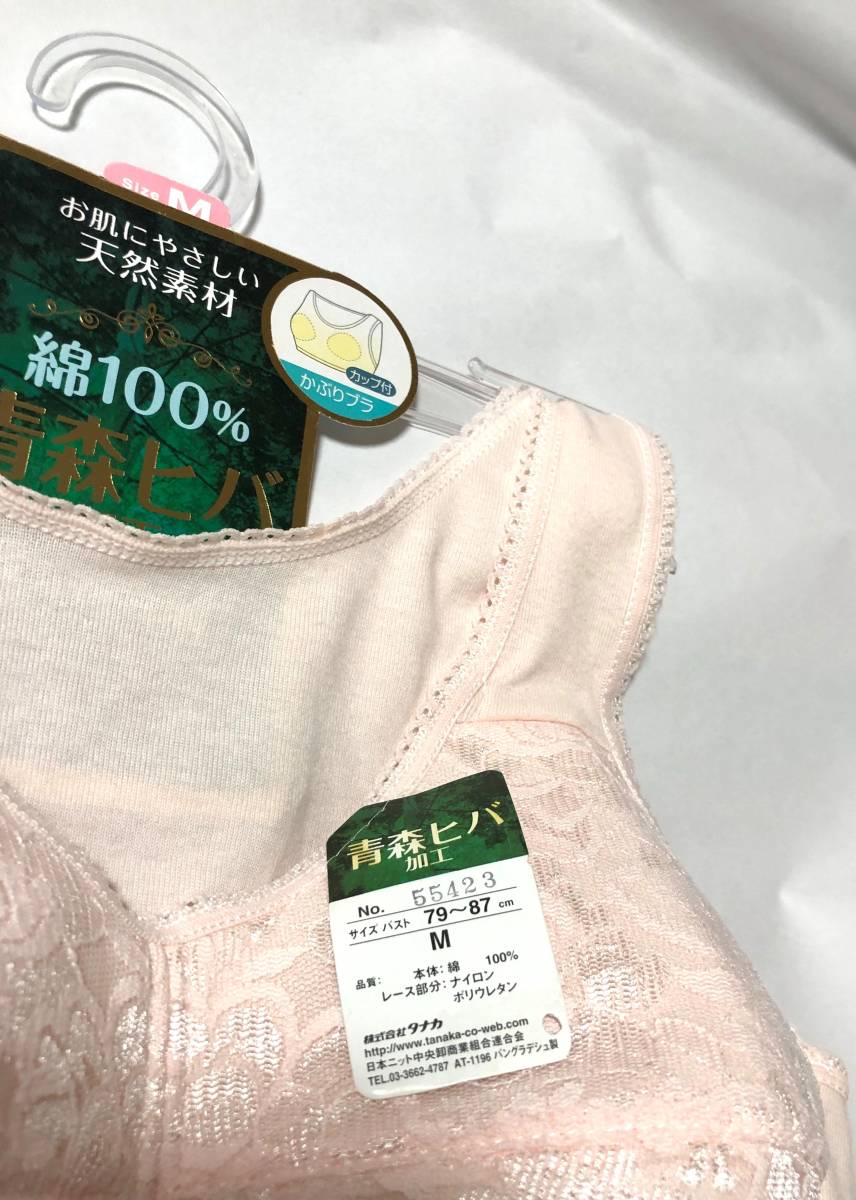 Size M
お肌にやさしい
天然素材
綿100%
青森ヒバ
加工
カップ付
かぶりブラ
青森ヒバ
加工
No. 55423
サイズ バスト 79～87 cm
M
品質: 本体: 綿 100%
レース部分: ナイロン
ポリウレタン
株式会社タナカ
http://www.tanaka-co-web.com
日本ニット中央卸商業組合連合会
TEL.03-3662-4787 AT-1196 バングラデシュ製